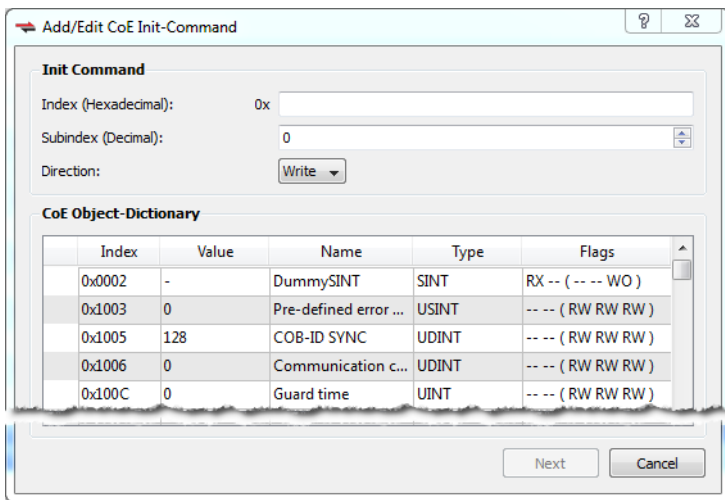 Add/Edit CoE Init-Command
Init Command
Index (Hexadecimal): 0x
Subindex (Decimal): 0
Direction: Write
CoE Object-Dictionary
Index Value Name Type Flags
0x0002 - DummySINT SINT RX -- ( -- -- WO )
0x1003 0 Pre-defined error ... USINT -- -- ( RW RW RW )
0x1005 128 COB-ID SYNC UDINT -- -- ( RW RW RW )
0x1006 0 Communication c... UDINT -- -- ( RW RW RW )
0x100C 0 Guard time UINT -- -- ( RW RW RW )
Next Cancel